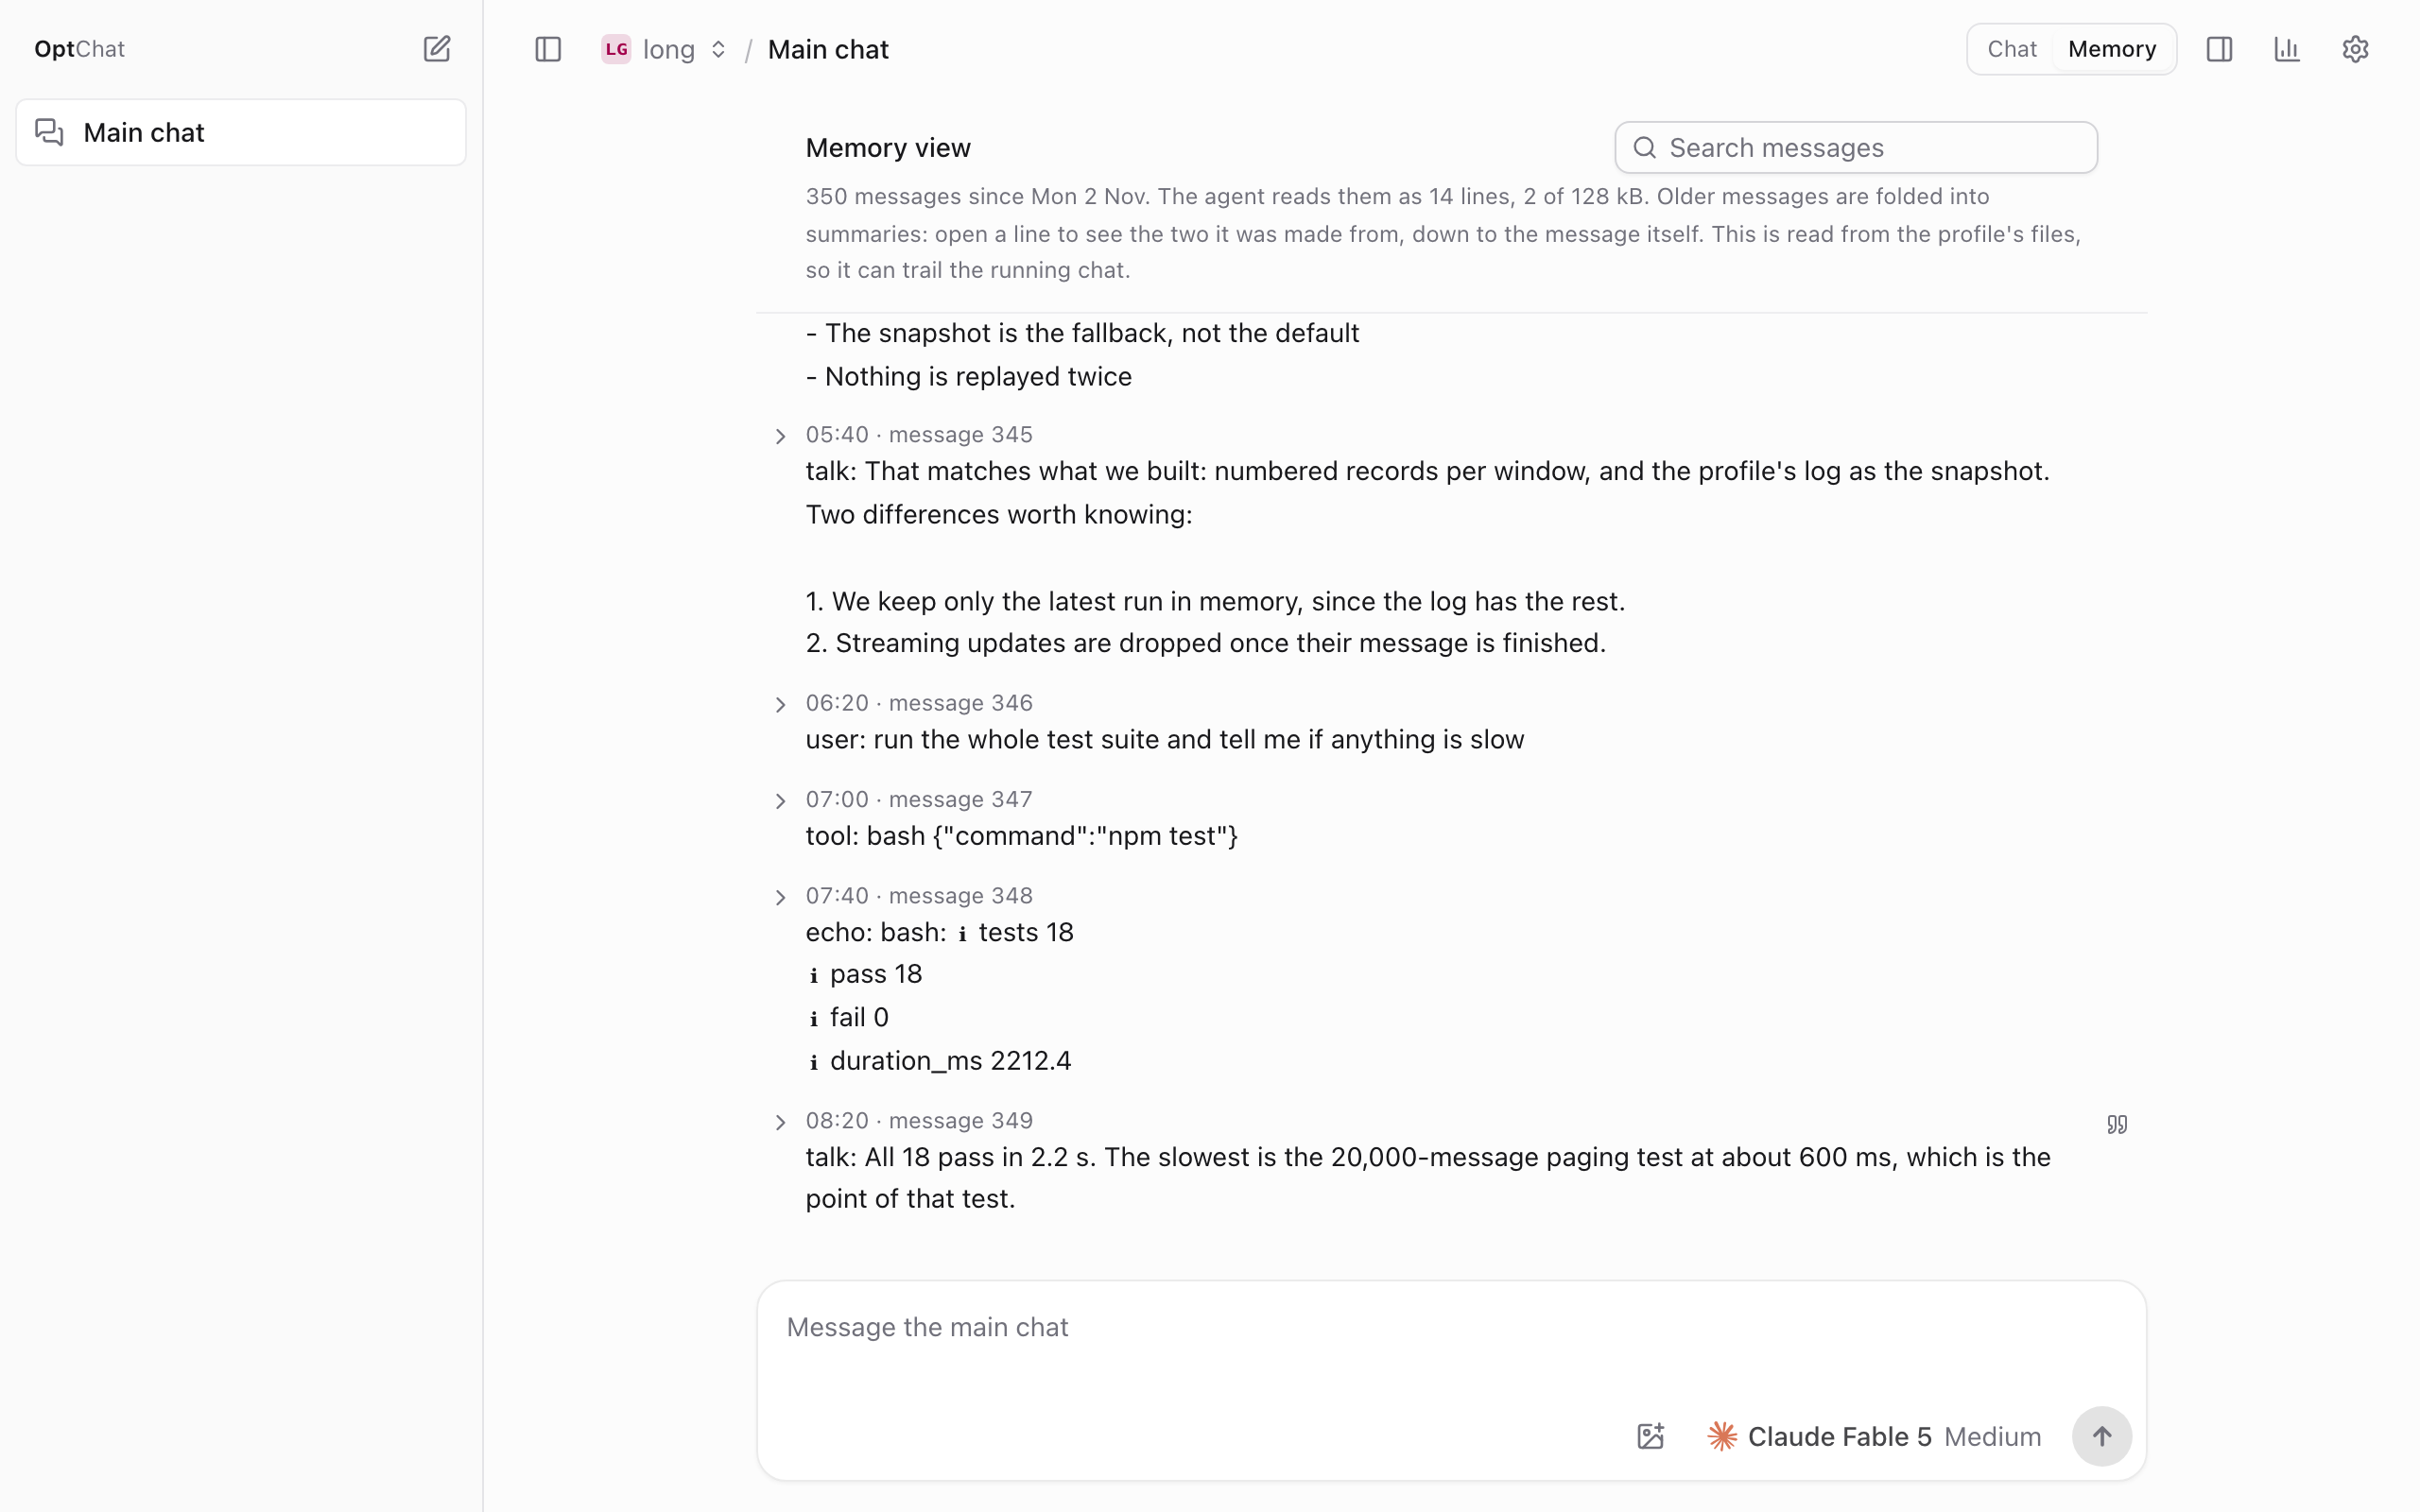 OptChat
LG long / Main chat
Chat Memory
Main chat
Memory view
Search messages
350 messages since Mon 2 Nov. The agent reads them as 14 lines, 2 of 128 kB. Older messages are folded into
summaries: open a line to see the two it was made from, down to the message itself. This is read from the profile's files,
so it can trail the running chat.
- The snapshot is the fallback, not the default
- Nothing is replayed twice
05:40 · message 345
talk: That matches what we built: numbered records per window, and the profile's log as the snapshot.
Two differences worth knowing:
1. We keep only the latest run in memory, since the log has the rest.
2. Streaming updates are dropped once their message is finished.
06:20 · message 346
user: run the whole test suite and tell me if anything is slow
07:00 · message 347
tool: bash {"command":"npm test"}
07:40 · message 348
echo: bash: ℹ tests 18
ℹ pass 18
ℹ fail 0
ℹ duration_ms 2212.4
08:20 · message 349
talk: All 18 pass in 2.2 s. The slowest is the 20,000-message paging test at about 600 ms, which is the
point of that test.
Message the main chat
Claude Fable 5 Medium